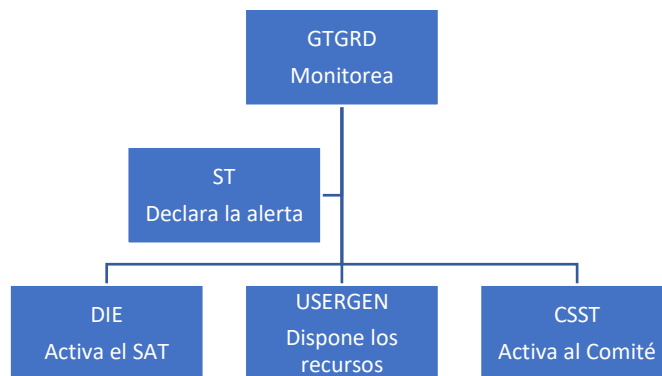 GTGRD
Monitorea
ST
Declara la alerta
DIE
Activa el SAT
USERGEN
Dispone los
recursos
CSST
Activa al Comité